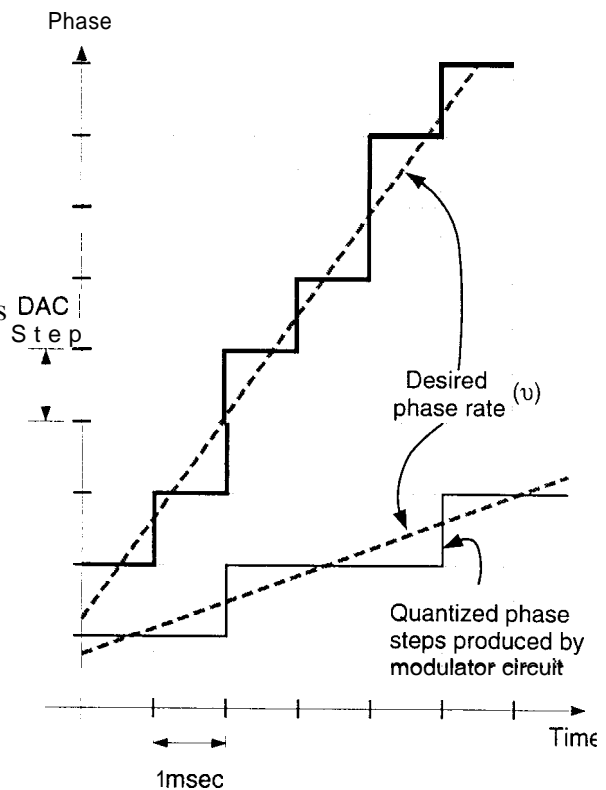 Phase
s DAC
Step
Desired
phase rate (υ)
Quantized phase
steps produced by
modulator circuit
Time
1msec